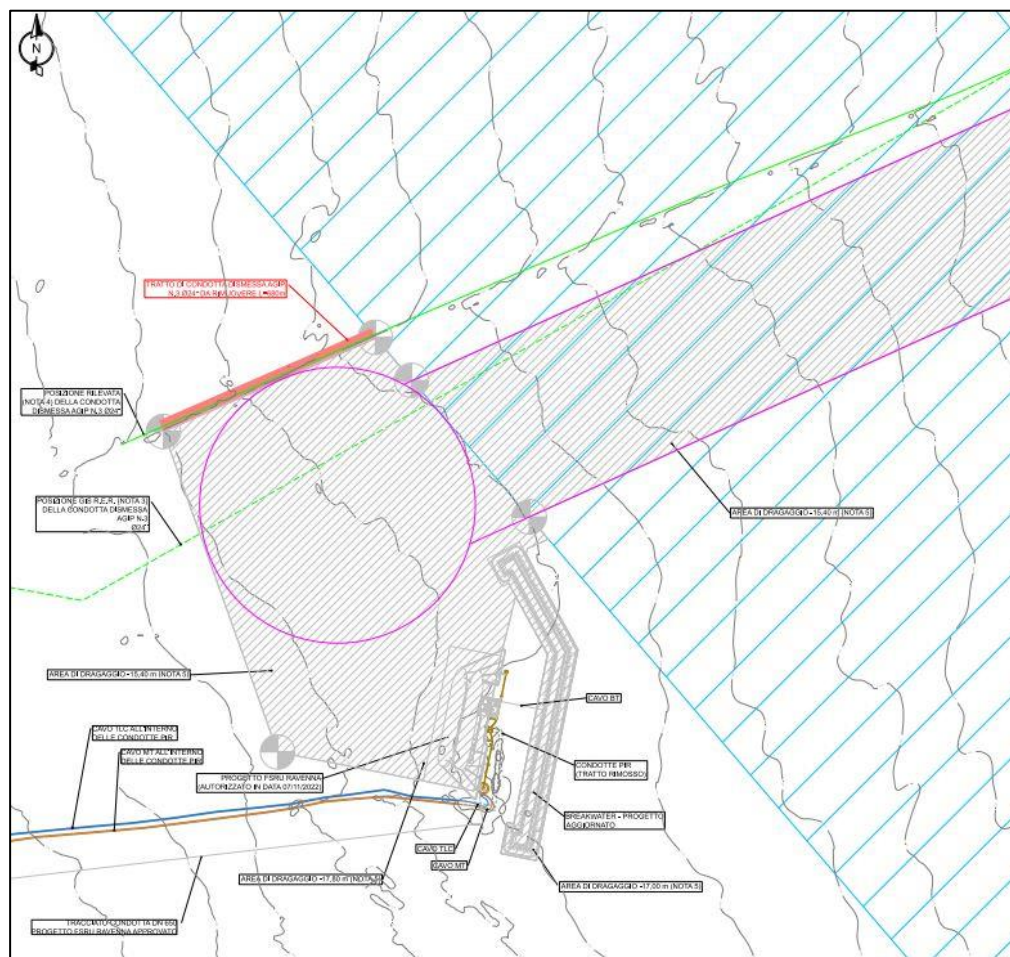 N
TRATTO DI CONDOTTA DISMESSA AGIP
N.3 Ø24" DA RIMUOVERE L=680m
POSIZIONE RILEVATA
(NOTA 4) DELLA CONDOTTA
DISMESSA AGIP N.3 Ø24"
POSIZIONE GIS R.E.R. (NOTA 3)
DELLA CONDOTTA DISMESSA
AGIP N.3
Ø24"
AREA DI DRAGAGGIO -15,40 m (NOTA 5)
AREA DI DRAGAGGIO -15,40 m (NOTA 5)
CAVO BT
CAVO TLC ALL'INTERNO
DELLE CONDOTTE PIR
CAVO MT ALL'INTERNO
DELLE CONDOTTE PIR
PROGETTO FSRU RAVENNA
(AUTORIZZATO IN DATA 07/11/2022)
CONDOTTE PIR
(TRATTO RIMOSSO)
BREAKWATER - PROGETTO
AGGIORNATO
CAVO TLC
CAVO MT
AREA DI DRAGAGGIO (NOTA 5)
AREA DI DRAGAGGIO -17,00 m (NOTA 5)
TRACCIATO CONDOTTA DN 650
PROGETTO FSRU RAVENNA APPROVATO